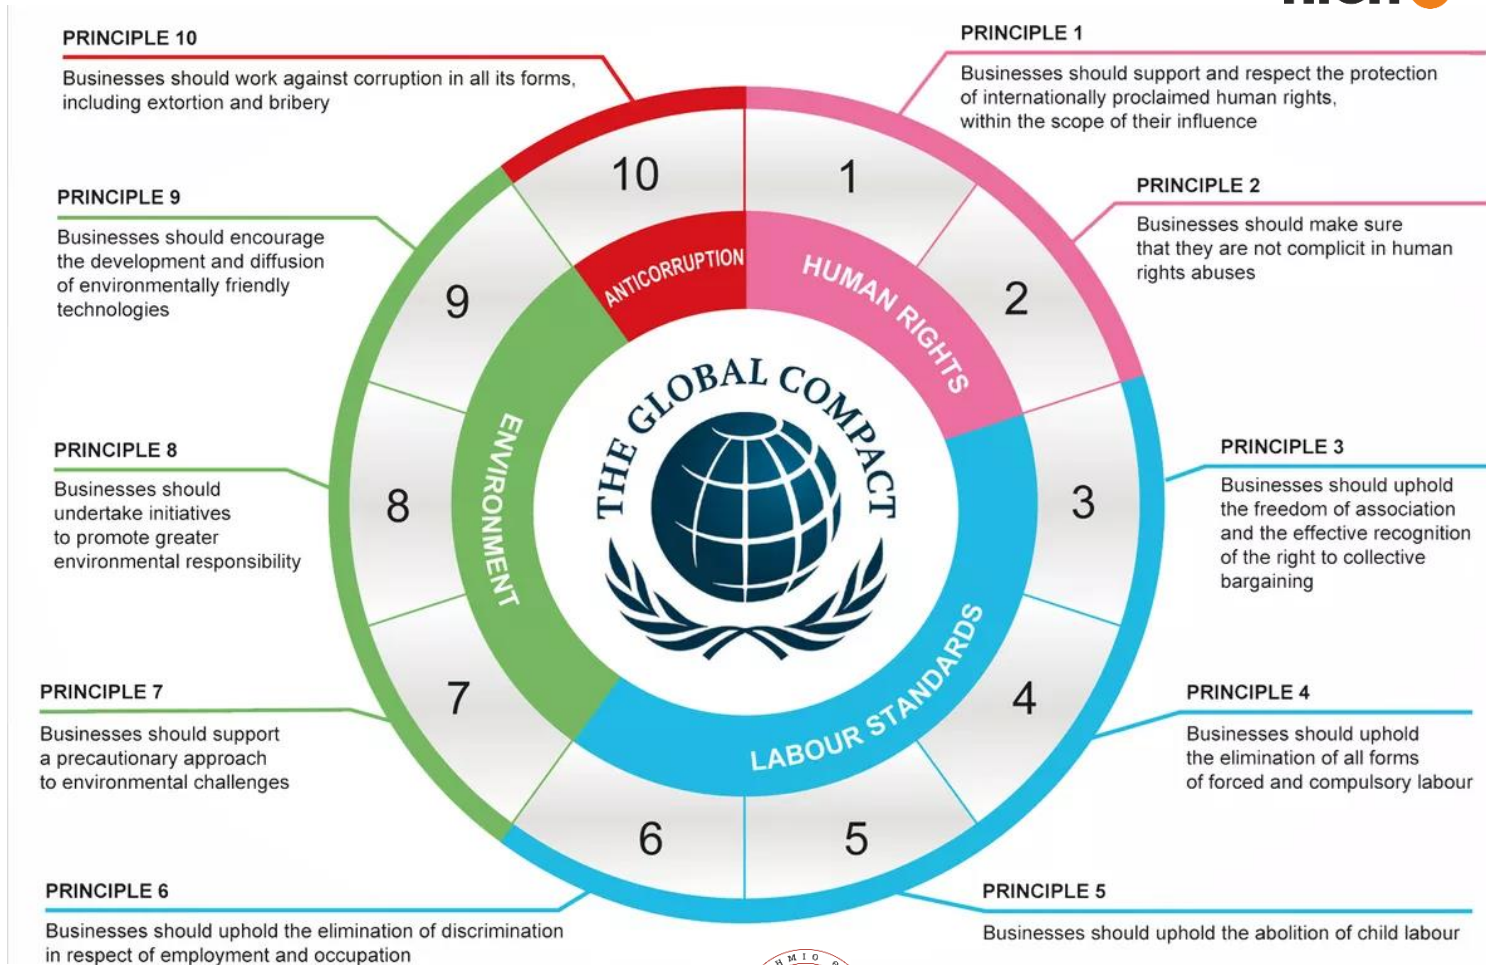 PRINCIPLE 10
Businesses should work against corruption in all its forms,
including extortion and bribery
PRINCIPLE 1
Businesses should support and respect the protection
of internationally proclaimed human rights,
within the scope of their influence
PRINCIPLE 9
Businesses should encourage
the development and diffusion
of environmentally friendly
technologies
PRINCIPLE 2
Businesses should make sure
that they are not complicit in human
rights abuses
PRINCIPLE 8
Businesses should
undertake initiatives
to promote greater
environmental responsibility
PRINCIPLE 3
Businesses should uphold
the freedom of association
and the effective recognition
of the right to collective
bargaining
PRINCIPLE 7
Businesses should support
a precautionary approach
to environmental challenges
PRINCIPLE 4
Businesses should uphold
the elimination of all forms
of forced and compulsory labour
PRINCIPLE 6
Businesses should uphold the elimination of discrimination
in respect of employment and occupation
PRINCIPLE 5
Businesses should uphold the abolition of child labour
10
1
9
2
8
3
7
4
6
5
ANTICORRUPTION
HUMAN RIGHTS
ENVIRONMENT
LABOUR STANDARDS
THE GLOBAL COMPACT